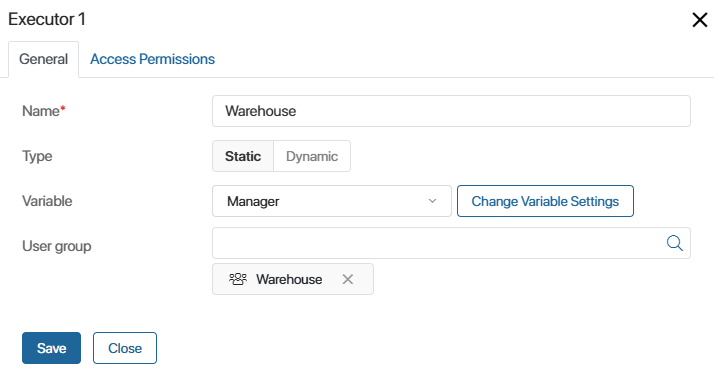 Executor 1
General Access Permissions
Name* Warehouse
Type Static Dynamic
Variable Manager Change Variable Settings
User group
Warehouse
Save Close